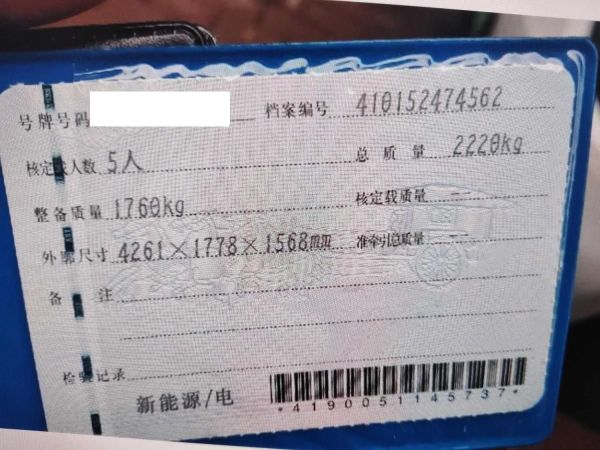 号牌号码 档案编号 410152474562
核定载人数 5人 总质量 2220kg
整备质量 1760kg 核定载质量 --
外廓尺寸 4261×1778×1568mm 准牵引总质量 --
备注
检验记录
新能源/电
*4190051145737*